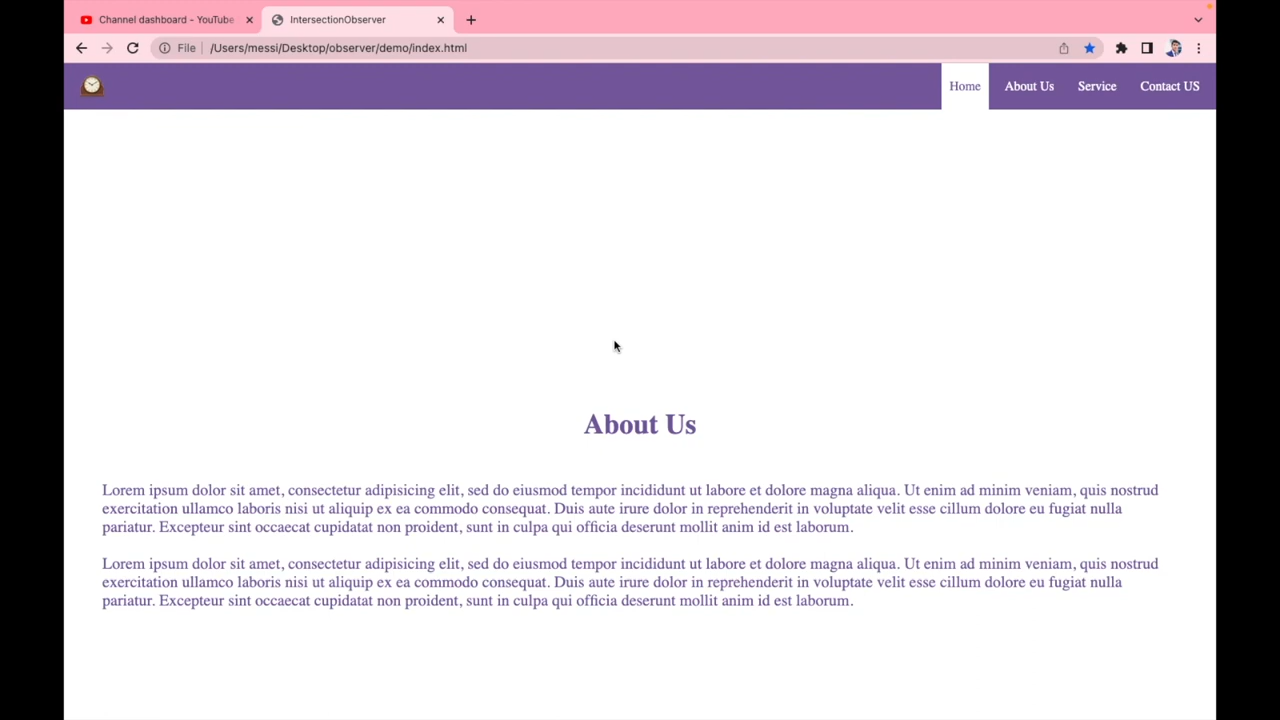 Channel dashboard - YouTube
IntersectionObserver
File
/Users/messi/Desktop/observer/demo/index.html
Home
About Us
Service
Contact US
About Us
Lorem ipsum dolor sit amet, consectetur adipisicing elit, sed do eiusmod tempor incididunt ut labore et dolore magna aliqua. Ut enim ad minim veniam, quis nostrud
exercitation ullamco laboris nisi ut aliquip ex ea commodo consequat. Duis aute irure dolor in reprehenderit in voluptate velit esse cillum dolore eu fugiat nulla
pariatur. Excepteur sint occaecat cupidatat non proident, sunt in culpa qui officia deserunt mollit anim id est laborum.
Lorem ipsum dolor sit amet, consectetur adipisicing elit, sed do eiusmod tempor incididunt ut labore et dolore magna aliqua. Ut enim ad minim veniam, quis nostrud
exercitation ullamco laboris nisi ut aliquip ex ea commodo consequat. Duis aute irure dolor in reprehenderit in voluptate velit esse cillum dolore eu fugiat nulla
pariatur. Excepteur sint occaecat cupidatat non proident, sunt in culpa qui officia deserunt mollit anim id est laborum.